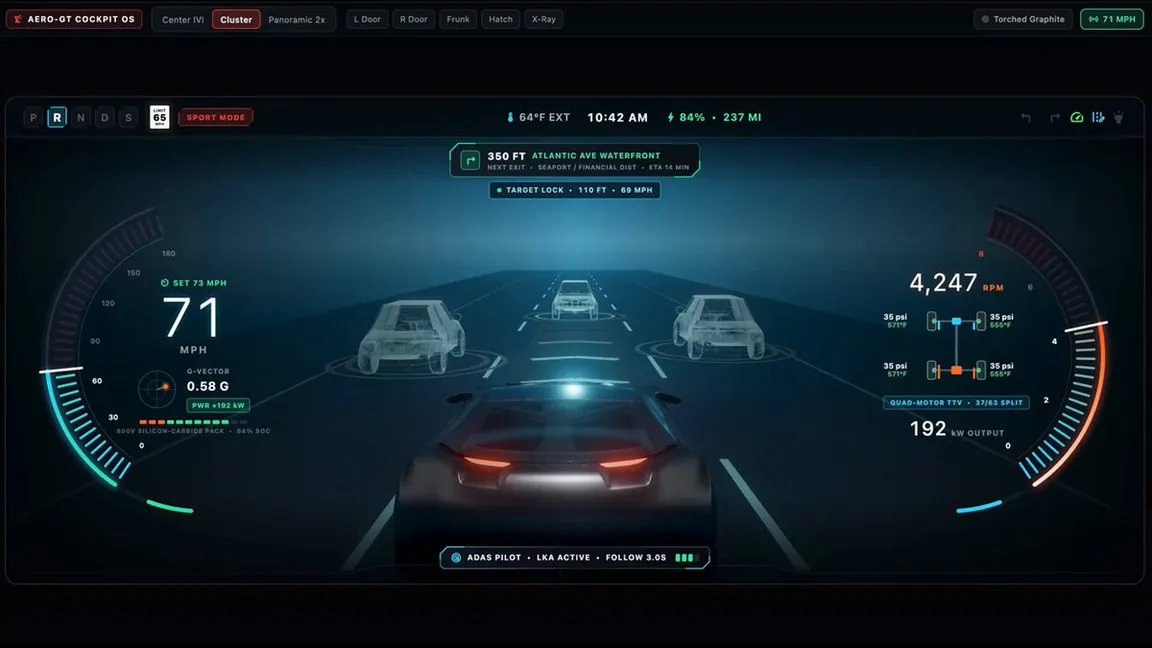 AERO-GT COCKPIT OS
Center IVI Cluster Panoramic 2x L Door R Door Frunk Hatch X-Ray
Torched Graphite 71 MPH
P R N D S LIMIT 65 MPH SPORT MODE
64°F EXT 10:42 AM 84% • 237 MI
350 FT ATLANTIC AVE WATERFRONT
NEXT EXIT • SEAPORT / FINANCIAL DIST • ETA 14 MIN
TARGET LOCK • 110 FT • 69 MPH
180
150
120
90
60
30
0
SET 73 MPH
71
MPH
G-VECTOR
0.58 G
PWR +192 kW
800V SILICON-CARBIDE PACK • 84% SOC
8
6
4
2
0
4,247 RPM
35 psi 35 psi
571°F 555°F
35 psi 35 psi
571°F 555°F
QUAD-MOTOR TTV • 37/63 SPLIT
192 kW OUTPUT
ADAS PILOT • LKA ACTIVE • FOLLOW 3.0S